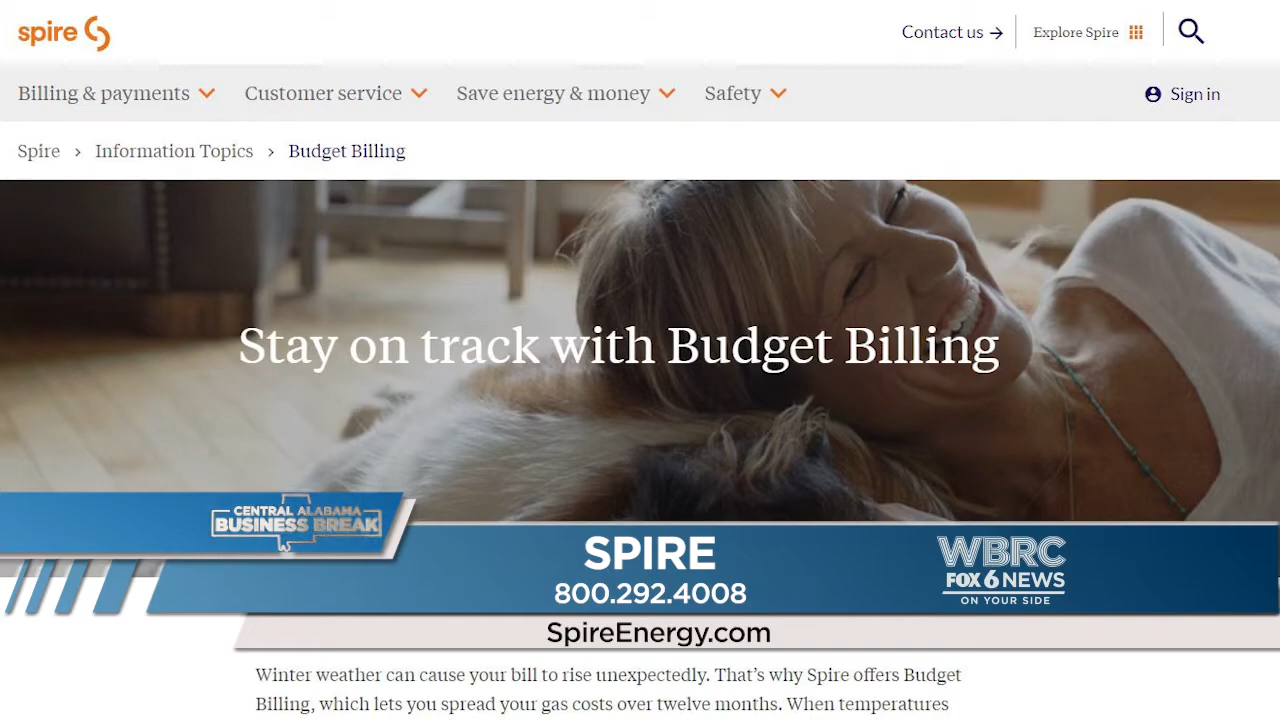 spire
Contact us →
Explore Spire
Billing & payments
Customer service
Save energy & money
Safety
Sign in
Spire › Information Topics › Budget Billing
Stay on track with Budget Billing
CENTRAL ALABAMA
BUSINESS BREAK
SPIRE
800.292.4008
WBRC
FOX 6 NEWS
ON YOUR SIDE
SpireEnergy.com
Winter weather can cause your bill to rise unexpectedly. That’s why Spire offers Budget
Billing, which lets you spread your gas costs over twelve months. When temperatures